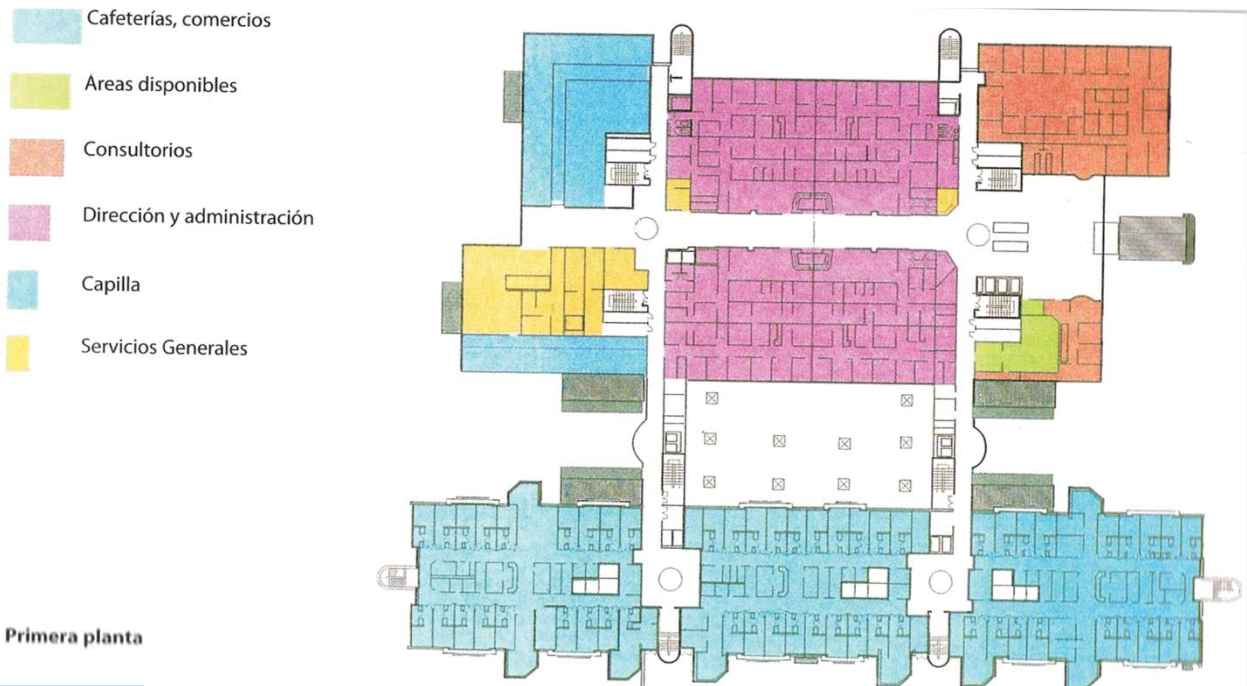 Cafeterías, comercios
Áreas disponibles
Consultorios
Dirección y administración
Capilla
Servicios Generales
Primera planta